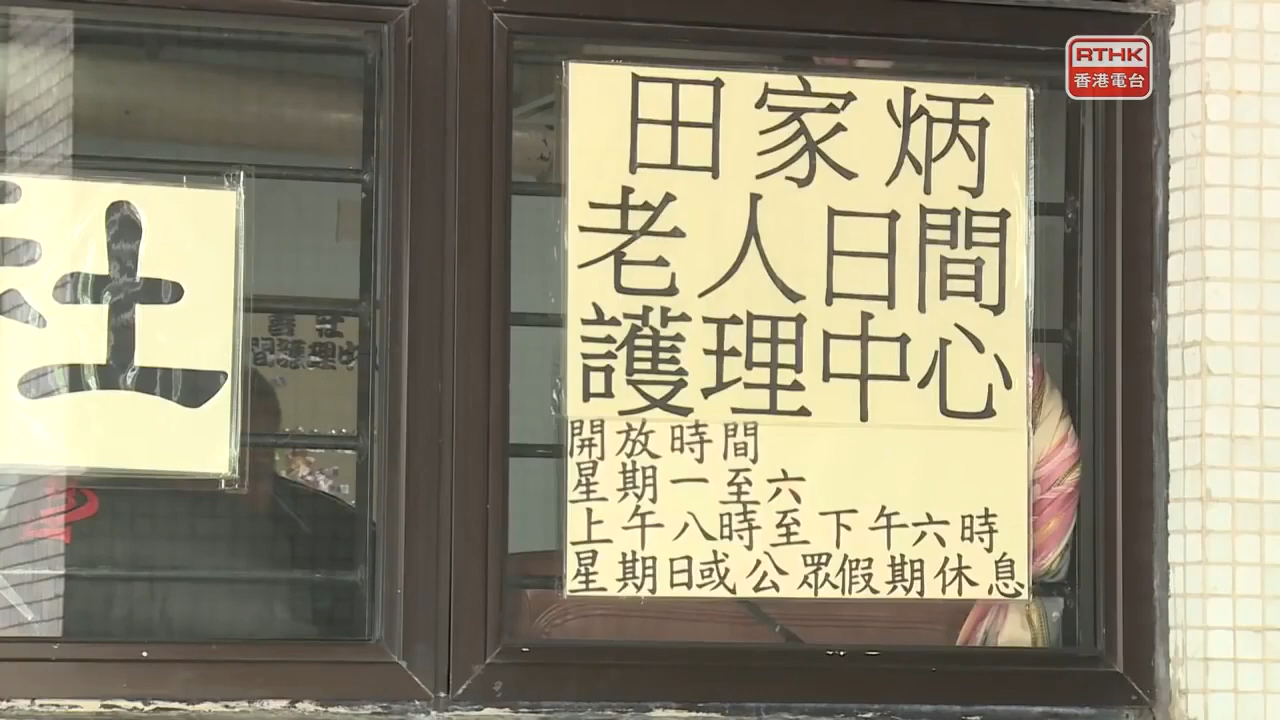 RTHK
香港電台
田家炳
老人日間
護理中心
開放時間
星期一至六
上午八時至下午六時
星期日或公眾假期休息
社